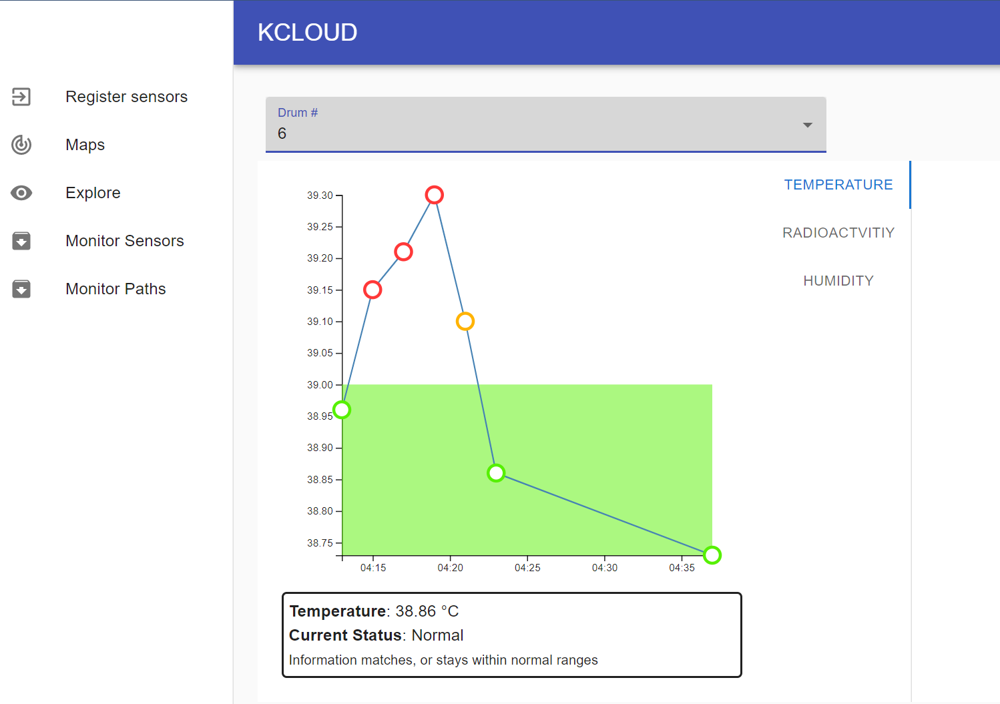 KCLOUD
Register sensors
Maps
Explore
Monitor Sensors
Monitor Paths
Drum #
6
TEMPERATURE
RADIOACTVITIY
HUMIDITY
39.30
39.25
39.20
39.15
39.10
39.05
39.00
38.95
38.90
38.85
38.80
38.75
04:15 04:20 04:25 04:30 04:35
Temperature: 38.86 °C
Current Status: Normal
Information matches, or stays within normal ranges